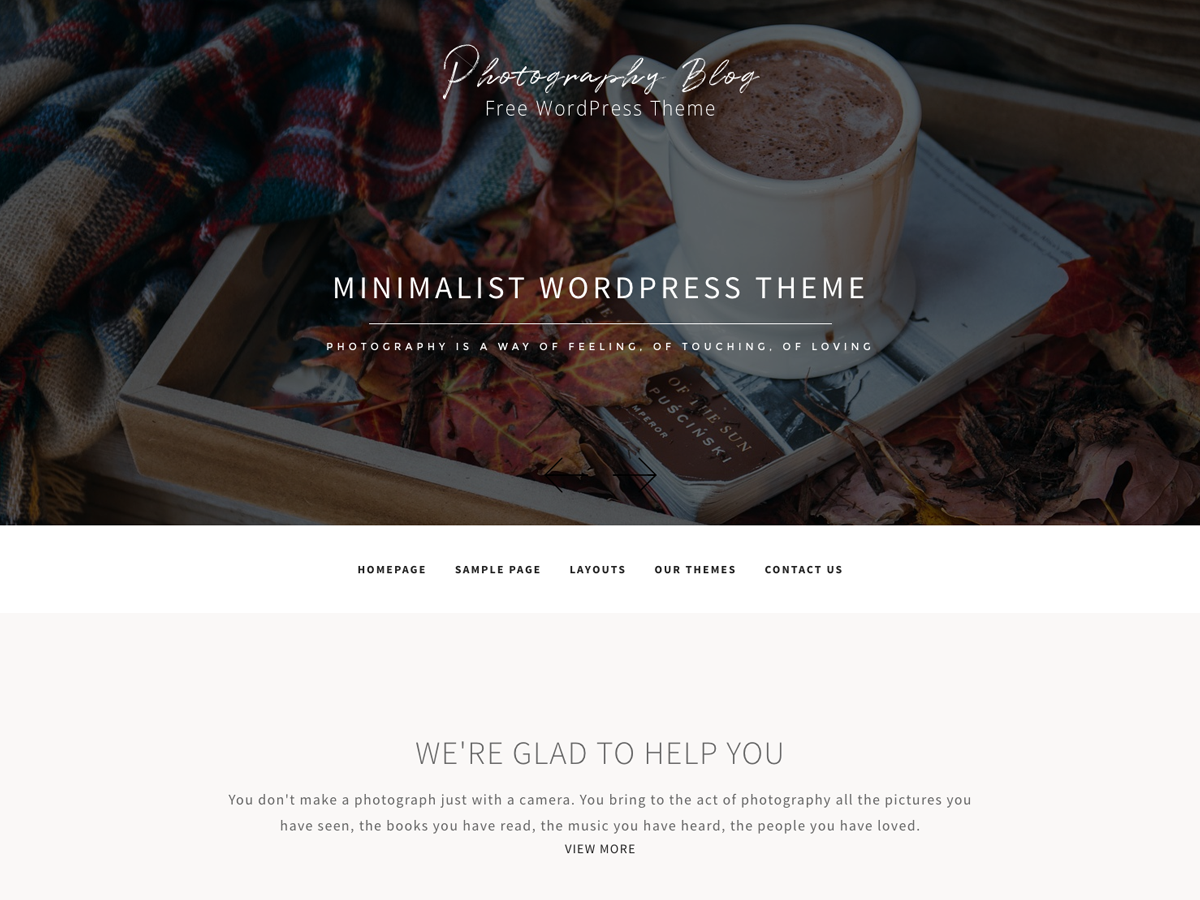 Photography Blog
Free WordPress Theme
MINIMALIST WORDPRESS THEME
PHOTOGRAPHY IS A WAY OF FEELING, OF TOUCHING, OF LOVING
OF THE SUN
PUŚCIŃSKI
HOMEPAGE SAMPLE PAGE LAYOUTS OUR THEMES CONTACT US
WE'RE GLAD TO HELP YOU
You don't make a photograph just with a camera. You bring to the act of photography all the pictures you
have seen, the books you have read, the music you have heard, the people you have loved.
VIEW MORE